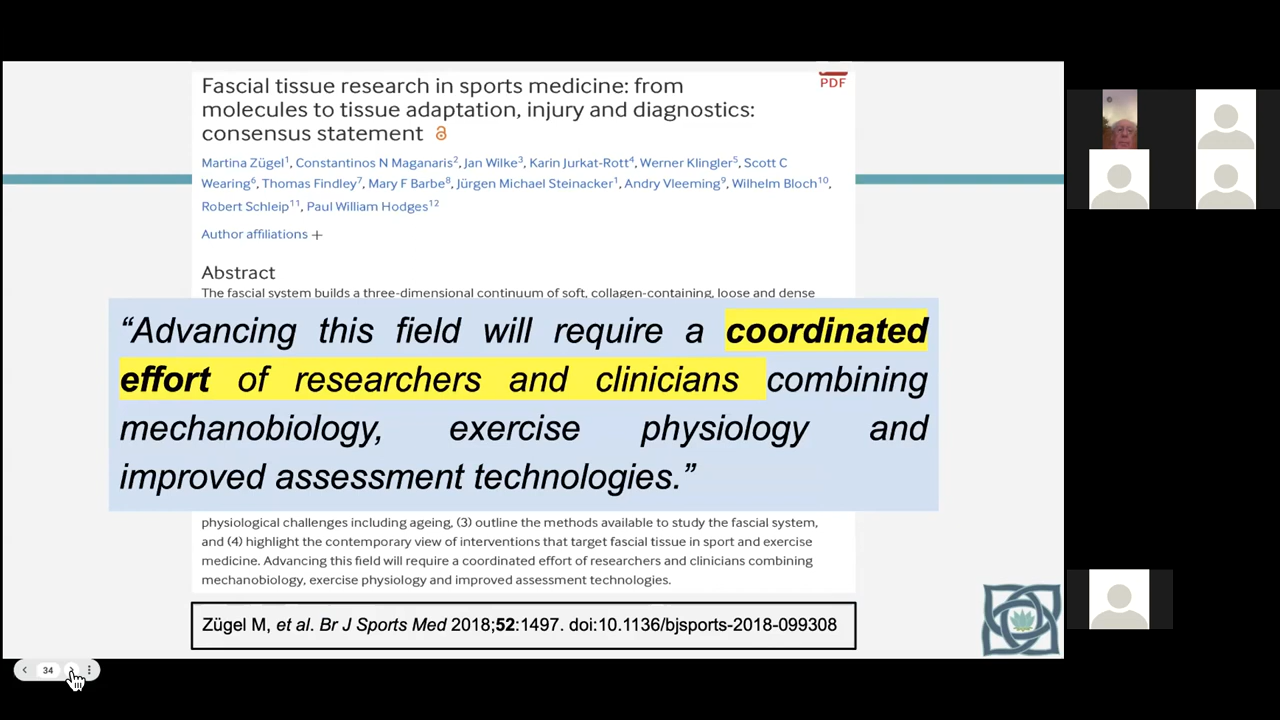 Fascial tissue research in sports medicine: from
molecules to tissue adaptation, injury and diagnostics:
consensus statement
PDF
Martina Zügel1, Constantinos N Maganaris2, Jan Wilke3, Karin Jurkat-Rott4, Werner Klingler5, Scott C
Wearing6, Thomas Findley7, Mary F Barbe8, Jürgen Michael Steinacker1, Andry Vleeming9, Wilhelm Bloch10,
Robert Schleip11, Paul William Hodges12
Author affiliations +
Abstract
The fascial system builds a three-dimensional continuum of soft, collagen-containing, loose and dense
“Advancing this field will require a coordinated
effort of researchers and clinicians combining
mechanobiology, exercise physiology and
improved assessment technologies.”
physiological challenges including ageing, (3) outline the methods available to study the fascial system,
and (4) highlight the contemporary view of interventions that target fascial tissue in sport and exercise
medicine. Advancing this field will require a coordinated effort of researchers and clinicians combining
mechanobiology, exercise physiology and improved assessment technologies.
Zügel M, et al. Br J Sports Med 2018;52:1497. doi:10.1136/bjsports-2018-099308
34